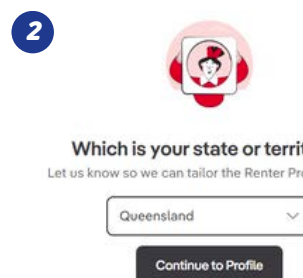 2
Which is your state or territ
Let us know so we can tailor the Renter Pro
Queensland
Continue to Profile